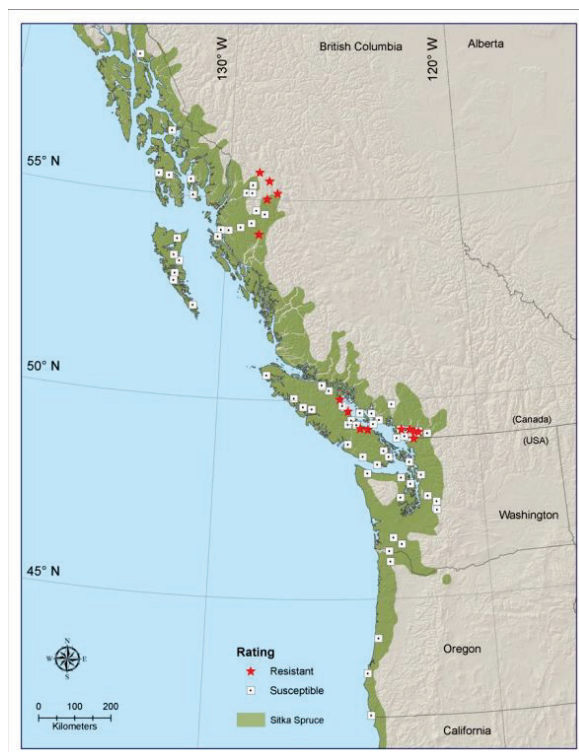 130° W
British Columbia
120° W
Alberta
55° N
50° N
(Canada)
(USA)
Washington
45° N
N
W
E
S
Rating
Resistant
Susceptible
Sitka Spruce
Oregon
0 100 200
Kilometers
California